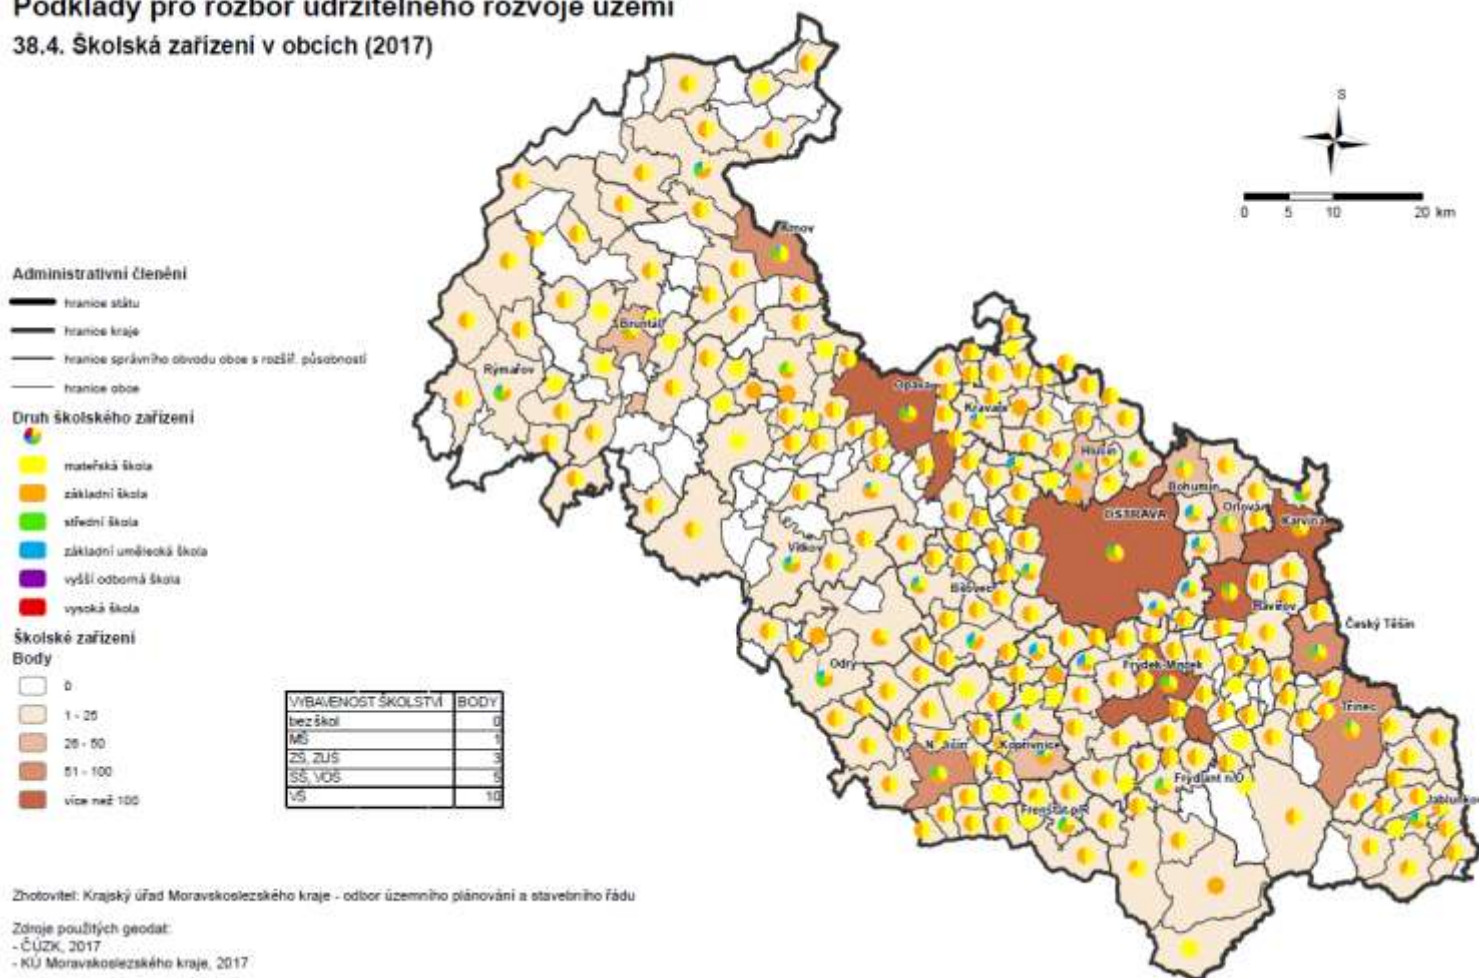 Podklady pro rozbor udržitelného rozvoje území
38.4. Školská zařízení v obcích (2017)
S
0 5 10 20 km
Administrativní členění
hranice státu
hranice kraje
hranice správního obvodu obce s rozšíř. působností
hranice obce
Druh školského zařízení
mateřská škola
základní škola
střední škola
základní umělecká škola
vyšší odborná škola
vysoká škola
Školské zařízení
Body
0
1 - 25
26 - 50
51 - 100
více než 100
VYBAVENOST ŠKOLSTVÍ BODY
bez škol 0
MŠ 1
ZŠ, ZUŠ 3
SŠ, VOŠ 5
VŠ 10
Krnov
Bruntál
Rýmařov
Opava
Kravaře
Hlučín
Bohumín
OSTRAVA
Orlová
Karviná
Vítkov
Bílovec
Havířov
Český Těšín
Odry
Frýdek-Místek
Třinec
N. Jičín
Kopřivnice
Frýdlant n/O
Frenštát p/R
Jablunkov
Zhotovitel: Krajský úřad Moravskoslezského kraje - odbor územního plánování a stavebního řádu
Zdroje použitých geodat:
- ČÚZK, 2017
- KÚ Moravskoslezského kraje, 2017